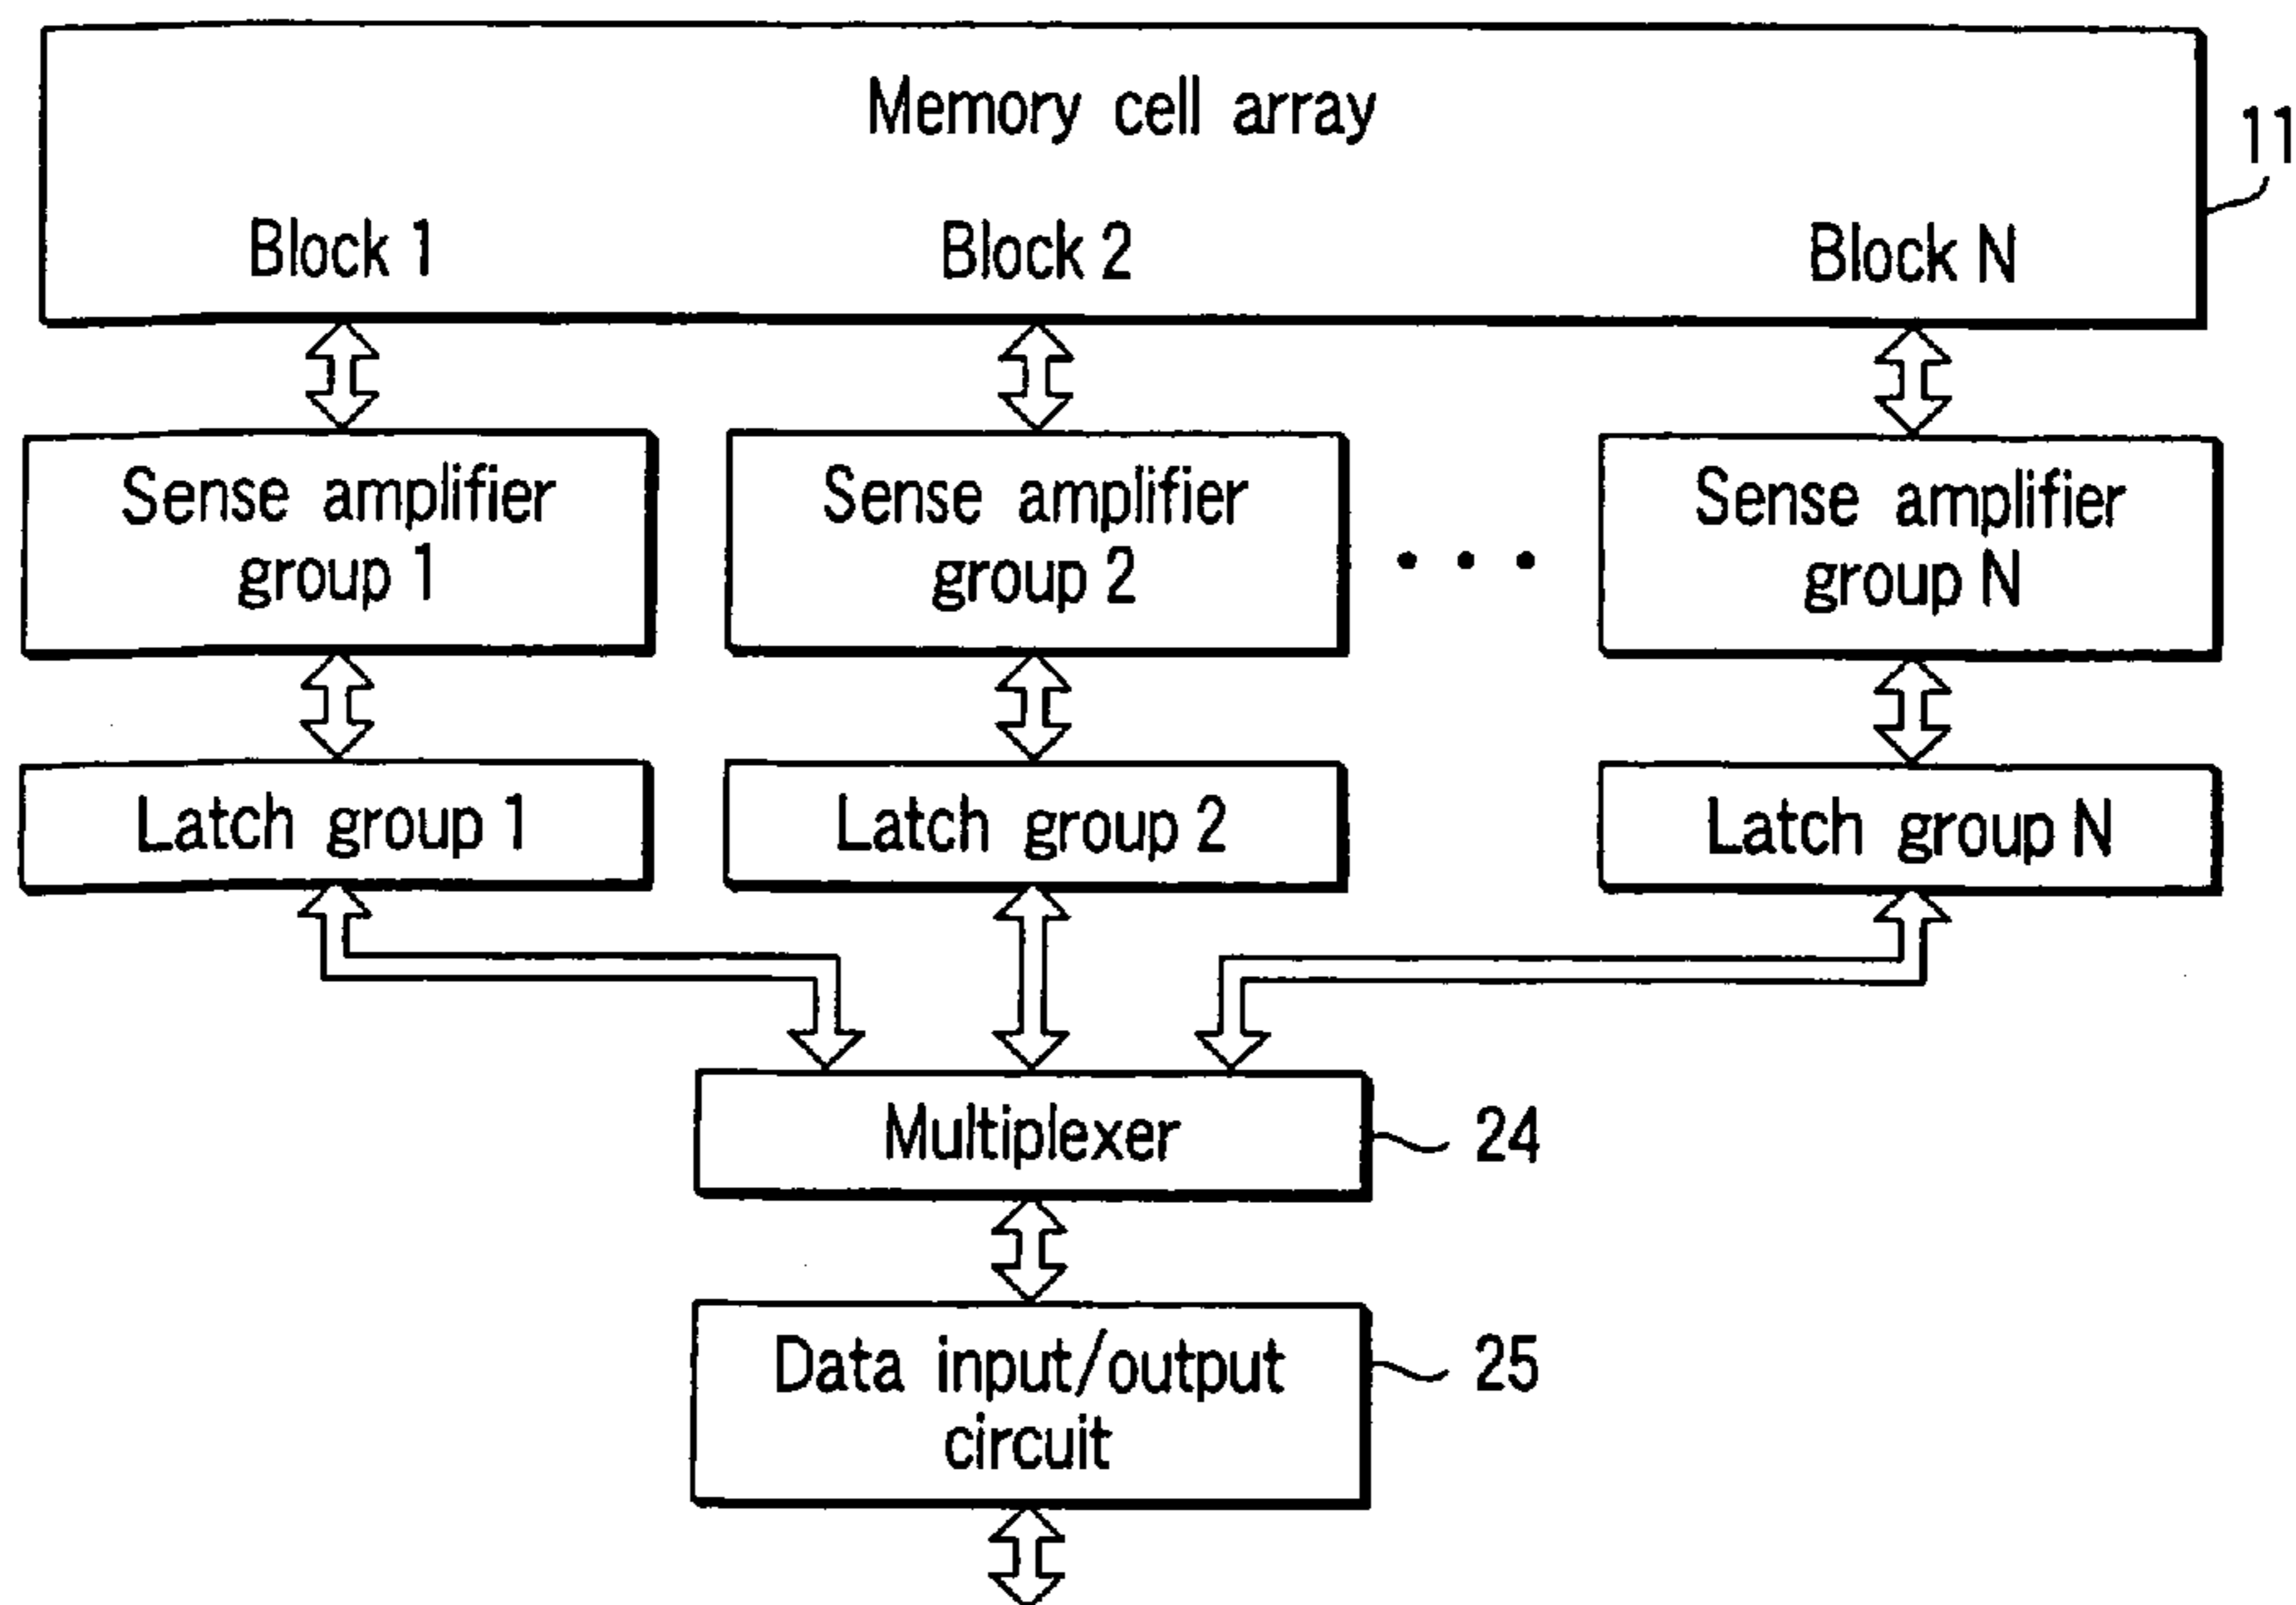 Memory cell array
11
Block 1
Block 2
Block N
Sense amplifier
group 1
Sense amplifier
group 2
Sense amplifier
group N
Latch group 1
Latch group 2
Latch group N
Multiplexer
24
Data input/output
circuit
25